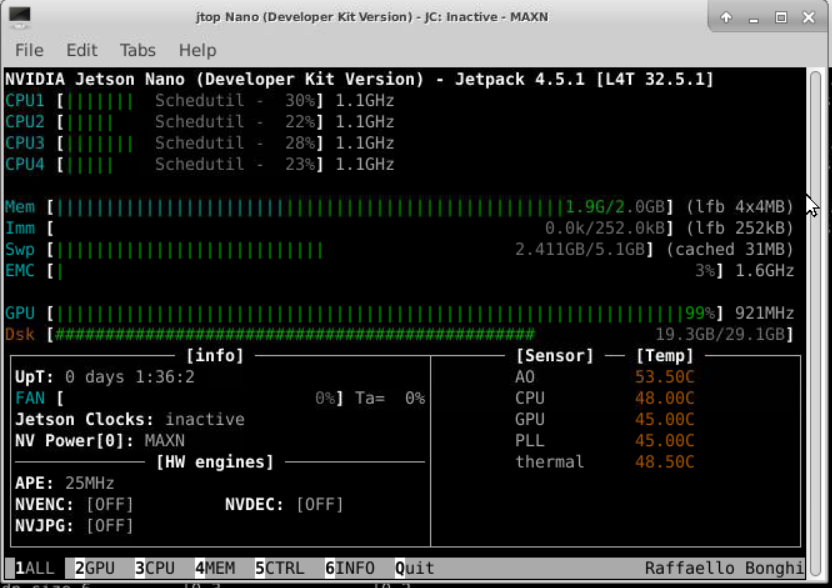 jtop Nano (Developer Kit Version) - JC: Inactive - MAXN
File Edit Tabs Help
NVIDIA Jetson Nano (Developer Kit Version) - Jetpack 4.5.1 [L4T 32.5.1]
CPU1 [||||||| Schedutil - 30%] 1.1GHz
CPU2 [||||| Schedutil - 22%] 1.1GHz
CPU3 [||||||| Schedutil - 28%] 1.1GHz
CPU4 [||||| Schedutil - 23%] 1.1GHz
Mem [||||||||||||||||||||||||||||||||||||||||||||||||1.9G/2.0GB] (lfb 4x4MB)
Imm [ 0.0k/252.0kB] (lfb 252kB)
Swp [||||||||||||||||||||||||| 2.411GB/5.1GB] (cached 31MB)
EMC [| 3%] 1.6GHz
GPU [|||||||||||||||||||||||||||||||||||||||||||||||||||||||||||99%] 921MHz
Dsk [############################################## 19.3GB/29.1GB]
[info]
UpT: 0 days 1:36:2
FAN [ 0%] Ta= 0%
Jetson Clocks: inactive
NV Power[0]: MAXN
[HW engines]
APE: 25MHz
NVENC: [OFF] NVDEC: [OFF]
NVJPG: [OFF]
[Sensor] [Temp]
AO 53.50C
CPU 48.00C
GPU 45.00C
PLL 45.00C
thermal 48.50C
1ALL 2GPU 3CPU 4MEM 5CTRL 6INFO Quit Raffaello Bonghi